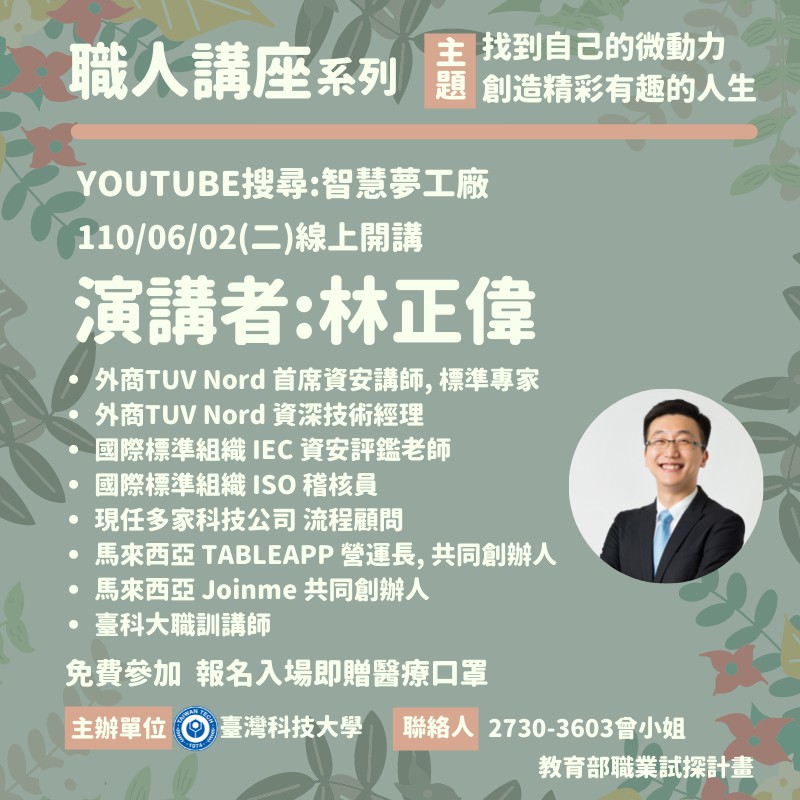 職人講座系列
主題
找到自己的微動力
創造精彩有趣的人生
YOUTUBE搜尋:智慧夢工廠
110/06/02(二)線上開講
演講者:林正偉
• 外商TUV Nord 首席資安講師, 標準專家
• 外商TUV Nord 資深技術經理
• 國際標準組織 IEC 資安評鑑老師
• 國際標準組織 ISO 稽核員
• 現任多家科技公司 流程顧問
• 馬來西亞 TABLEAPP 營運長, 共同創辦人
• 馬來西亞 Joinme 共同創辦人
• 臺科大職訓講師
免費參加 報名入場即贈醫療口罩
主辦單位
TAIWAN TECH
1974
臺灣科技大學
聯絡人
2730-3603曾小姐
教育部職業試探計畫